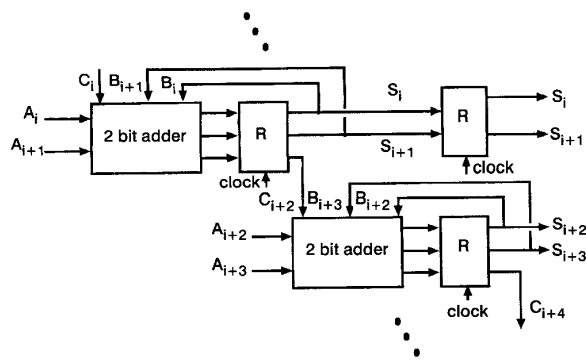 C_i B_{i+1} B_i
S_i
S_i
A_i
2 bit adder
R
R
A_{i+1}
S_{i+1}
S_{i+1}
clock
clock
C_{i+2} B_{i+3} B_{i+2}
A_{i+2}
2 bit adder
R
S_{i+2}
A_{i+3}
S_{i+3}
clock
C_{i+4}